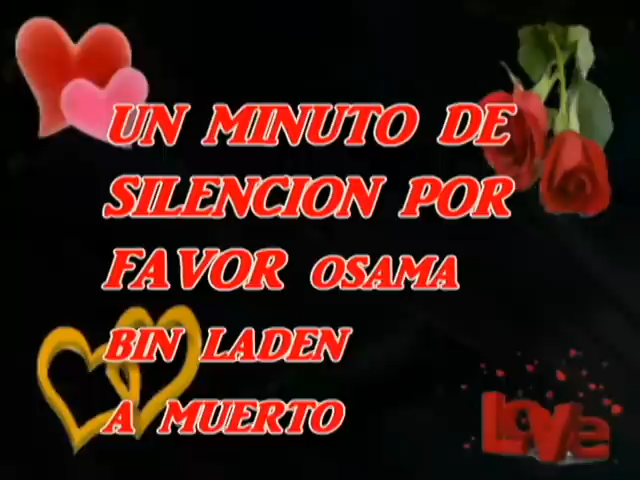 UN MINUTO DE
SILENCION POR
FAVOR OSAMA
BIN LADEN
A MUERTO
LOVE